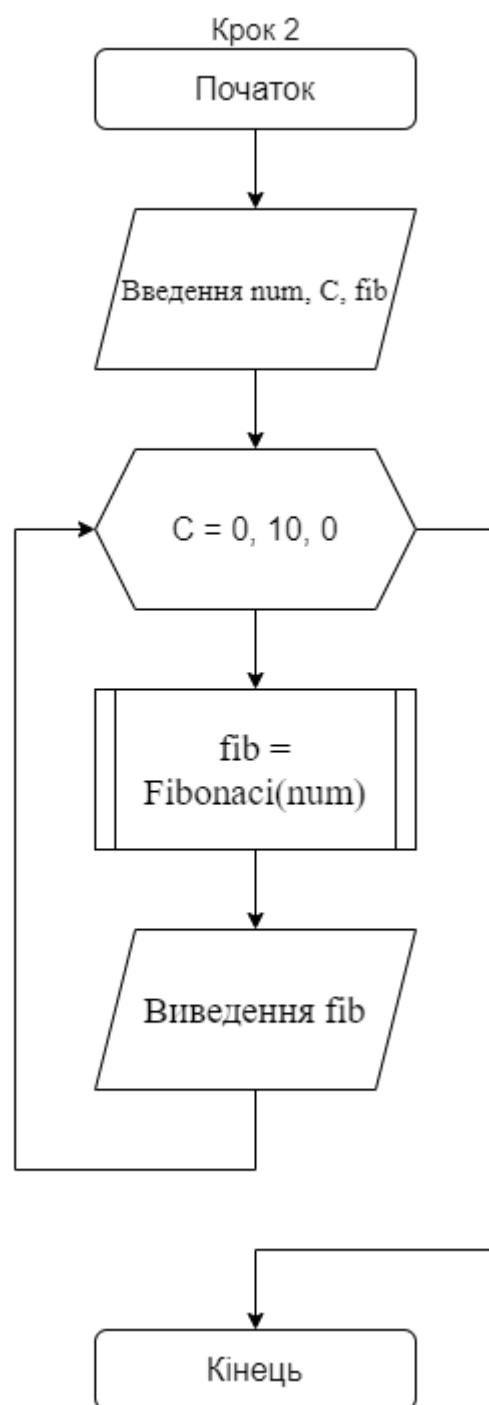 Крок 2
Початок
Введення num, C, fib
C = 0, 10, 0
fib =
Fibonaci(num)
Виведення fib
Кінець